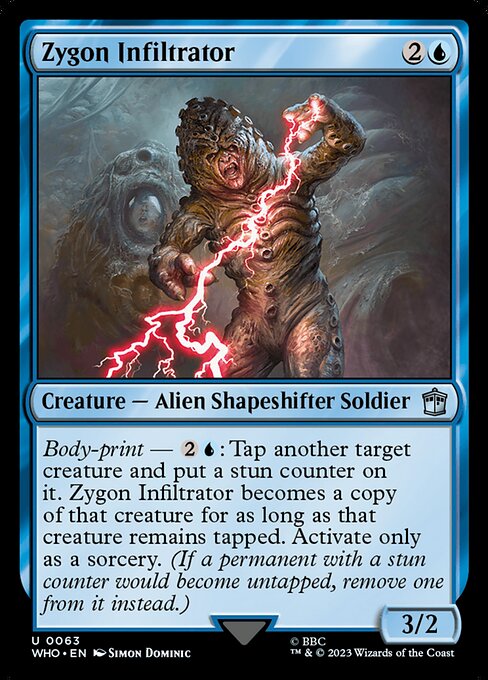 Zygon Infiltrator 2
Creature — Alien Shapeshifter Soldier
Body-print — 2 : Tap another target
creature and put a stun counter on
it. Zygon Infiltrator becomes a copy
of that creature for as long as that
creature remains tapped. Activate only
as a sorcery. (If a permanent with a stun
counter would become untapped, remove one
from it instead.)
3/2
U 0063
WHO • EN Simon Dominic
© BBC
™ & © 2023 Wizards of the Coast